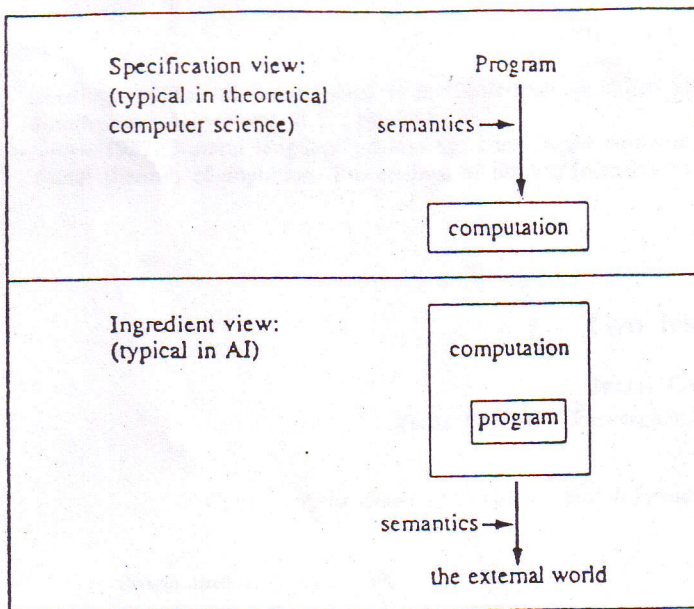 Specification view:
(typical in theoretical
computer science)
Program
semantics
computation
Ingredient view:
(typical in AI)
computation
program
semantics
the external world